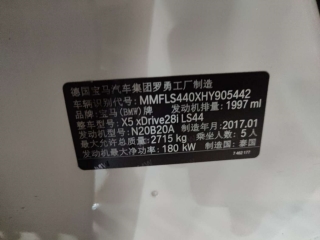 德国宝马汽车集团罗勇工厂制造
车辆识别代号: MMFLS440XHY905442
品牌: 宝马(BMW)牌 发动机排量: 1997 ml
整车型号: X5 xDrive28i LS44
发动机型号: N20B20A 制造年月: 2017.01
最大允许总质量: 2715 kg 乘坐人数: 5 人
发动机最大净功率: 180 kW 制造国: 泰国